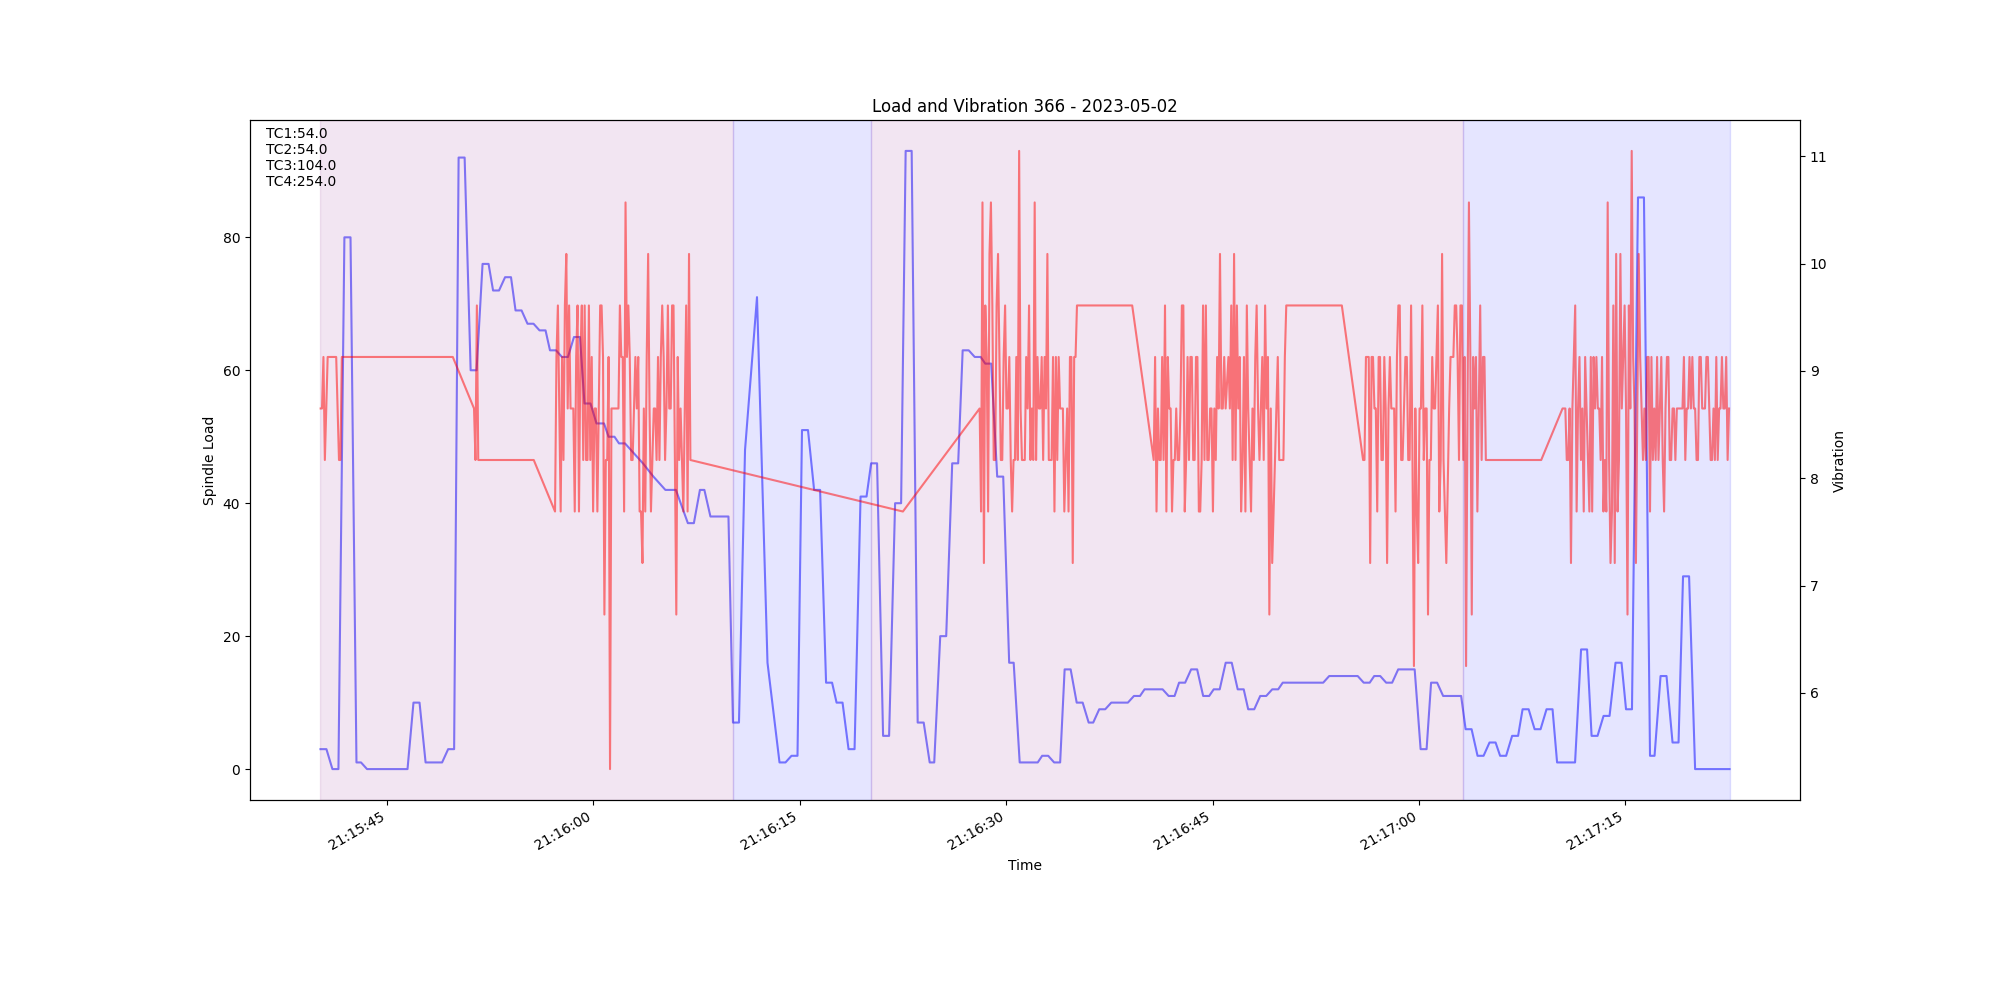 Load and Vibration 366 - 2023-05-02
TC1:54.0
TC2:54.0
TC3:104.0
TC4:254.0
Spindle Load
80
60
40
20
0
11
10
9
8
7
6
Vibration
21:15:45
21:16:00
21:16:15
21:16:30
21:16:45
21:17:00
21:17:15
Time